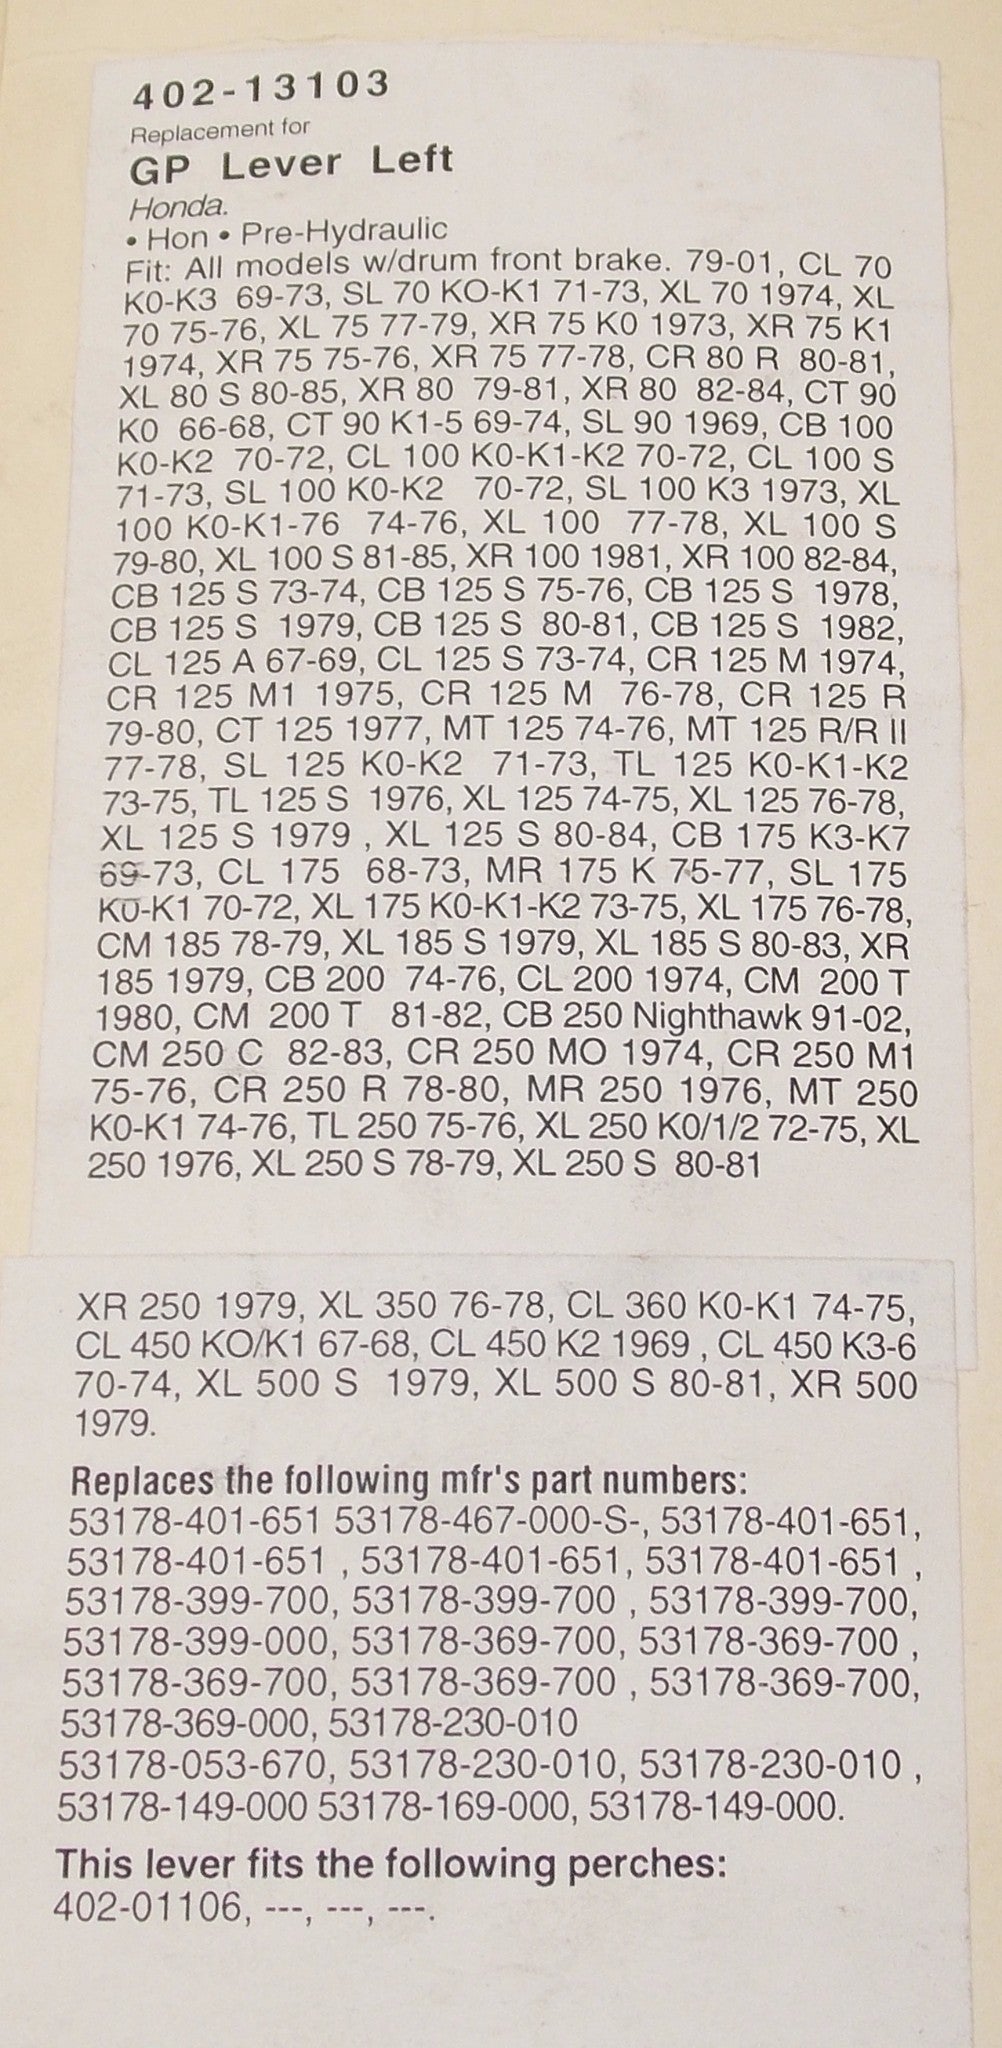 402-13103
Replacement for
GP Lever Left
Honda.
• Hon • Pre-Hydraulic
Fit: All models w/drum front brake. 79-01, CL 70
K0-K3 69-73, SL 70 KO-K1 71-73, XL 70 1974, XL
70 75-76, XL 75 77-79, XR 75 K0 1973, XR 75 K1
1974, XR 75 75-76, XR 75 77-78, CR 80 R 80-81,
XL 80 S 80-85, XR 80 79-81, XR 80 82-84, CT 90
K0 66-68, CT 90 K1-5 69-74, SL 90 1969, CB 100
K0-K2 70-72, CL 100 K0-K1-K2 70-72, CL 100 S
71-73, SL 100 K0-K2 70-72, SL 100 K3 1973, XL
100 K0-K1-76 74-76, XL 100 77-78, XL 100 S
79-80, XL 100 S 81-85, XR 100 1981, XR 100 82-84,
CB 125 S 73-74, CB 125 S 75-76, CB 125 S 1978,
CB 125 S 1979, CB 125 S 80-81, CB 125 S 1982,
CL 125 A 67-69, CL 125 S 73-74, CR 125 M 1974,
CR 125 M1 1975, CR 125 M 76-78, CR 125 R
79-80, CT 125 1977, MT 125 74-76, MT 125 R/R II
77-78, SL 125 K0-K2 71-73, TL 125 K0-K1-K2
73-75, TL 125 S 1976, XL 125 74-75, XL 125 76-78,
XL 125 S 1979 , XL 125 S 80-84, CB 175 K3-K7
69-73, CL 175 68-73, MR 175 K 75-77, SL 175
K0-K1 70-72, XL 175 K0-K1-K2 73-75, XL 175 76-78,
CM 185 78-79, XL 185 S 1979, XL 185 S 80-83, XR
185 1979, CB 200 74-76, CL 200 1974, CM 200 T
1980, CM 200 T 81-82, CB 250 Nighthawk 91-02,
CM 250 C 82-83, CR 250 MO 1974, CR 250 M1
75-76, CR 250 R 78-80, MR 250 1976, MT 250
K0-K1 74-76, TL 250 75-76, XL 250 K0/1/2 72-75, XL
250 1976, XL 250 S 78-79, XL 250 S 80-81
XR 250 1979, XL 350 76-78, CL 360 K0-K1 74-75,
CL 450 KO/K1 67-68, CL 450 K2 1969 , CL 450 K3-6
70-74, XL 500 S 1979, XL 500 S 80-81, XR 500
1979.
Replaces the following mfr's part numbers:
53178-401-651 53178-467-000-S-, 53178-401-651,
53178-401-651 , 53178-401-651, 53178-401-651 ,
53178-399-700, 53178-399-700 , 53178-399-700,
53178-399-000, 53178-369-700, 53178-369-700 ,
53178-369-700, 53178-369-700 , 53178-369-700,
53178-369-000, 53178-230-010
53178-053-670, 53178-230-010, 53178-230-010 ,
53178-149-000 53178-169-000, 53178-149-000.
This lever fits the following perches:
402-01106, ---, ---, ---.